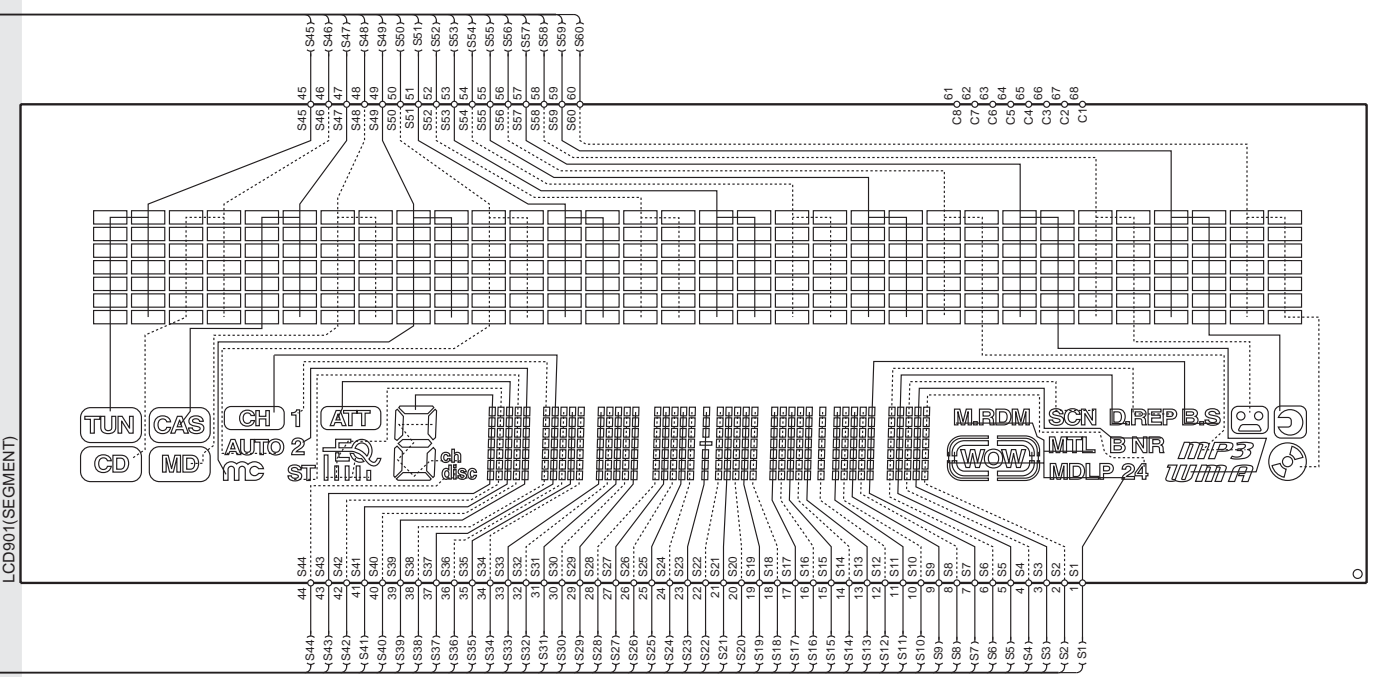 S45 S46 S47 S48 S49 S50 S51 S52 S53 S54 S55 S56 S57 S58 S59 S60
45 46 47 48 49 50 51 52 53 54 55 56 57 58 59 60
S45 S46 S47 S48 S49 S50 S51 S52 S53 S54 S55 S56 S57 S58 S59 S60
61 62 63 64 65 66 67 68
C8 C7 C6 C5 C4 C3 C2 C1
LCD901(SEGMENT)
TUN CAS CH 1 ATT
AUTO 2 EQ
CD MD MC ST ch
disc
M.RDM SCN D.REP B.S
WOW MTL B NR MP3
MDLP 24 WMA
S44 S43 S42 S41 S40 S39 S38 S37 S36 S35 S34 S33 S32 S31 S30 S29 S28 S27 S26 S25 S24 S23 S22 S21 S20 S19 S18 S17 S16 S15 S14 S13 S12 S11 S10 S9 S8 S7 S6 S5 S4 S3 S2 S1
44 43 42 41 40 39 38 37 36 35 34 33 32 31 30 29 28 27 26 25 24 23 22 21 20 19 18 17 16 15 14 13 12 11 10 9 8 7 6 5 4 3 2 1
S44 S43 S42 S41 S40 S39 S38 S37 S36 S35 S34 S33 S32 S31 S30 S29 S28 S27 S26 S25 S24 S23 S22 S21 S20 S19 S18 S17 S16 S15 S14 S13 S12 S11 S10 S9 S8 S7 S6 S5 S4 S3 S2 S1